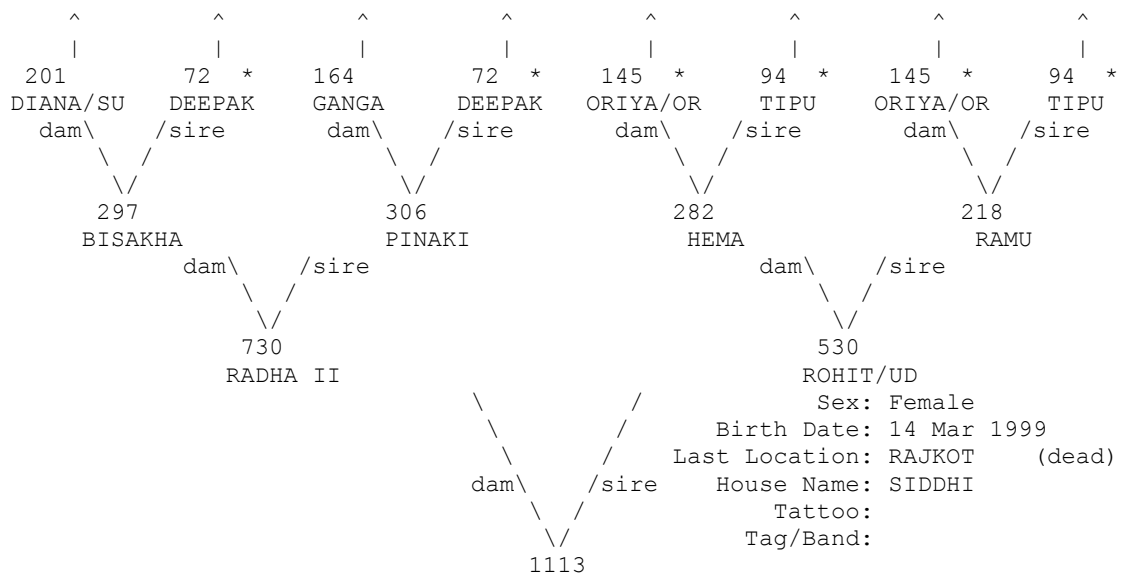 ^ ^ ^ ^ ^ ^ ^ ^
| | | | | | | |
201 72 * 164 72 * 145 * 94 * 145 * 94 *
DIANA/SU DEEPAK GANGA DEEPAK ORIYA/OR TIPU ORIYA/OR TIPU
dam\ /sire dam\ /sire dam\ /sire dam\ /sire
\ / \ / \ / \ /
\/ \/ \/ \/
297 306 282 218
BISAKHA PINAKI HEMA RAMU
dam\ /sire dam\ /sire
\ / \ /
\/ \/
730 530
RADHA II ROHIT/UD
\ / Sex: Female
\ / Birth Date: 14 Mar 1999
\ / Last Location: RAJKOT (dead)
dam\ /sire House Name: SIDDHI
\ / Tattoo:
\/ Tag/Band:
1113